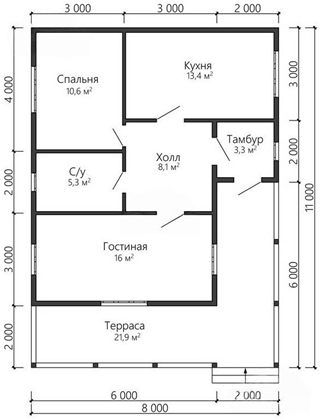 3 000
3 000
2 000
4 000
2 000
3 000
2 000
Спальня
10,6 м²
Кухня
13,4 м²
Тамбур
3,3 м²
Холл
8,1 м²
С/у
5,3 м²
Гостиная
16 м²
Терраса
21,9 м²
3 000
2 000
6 000
11 000
6 000
2 000
8 000